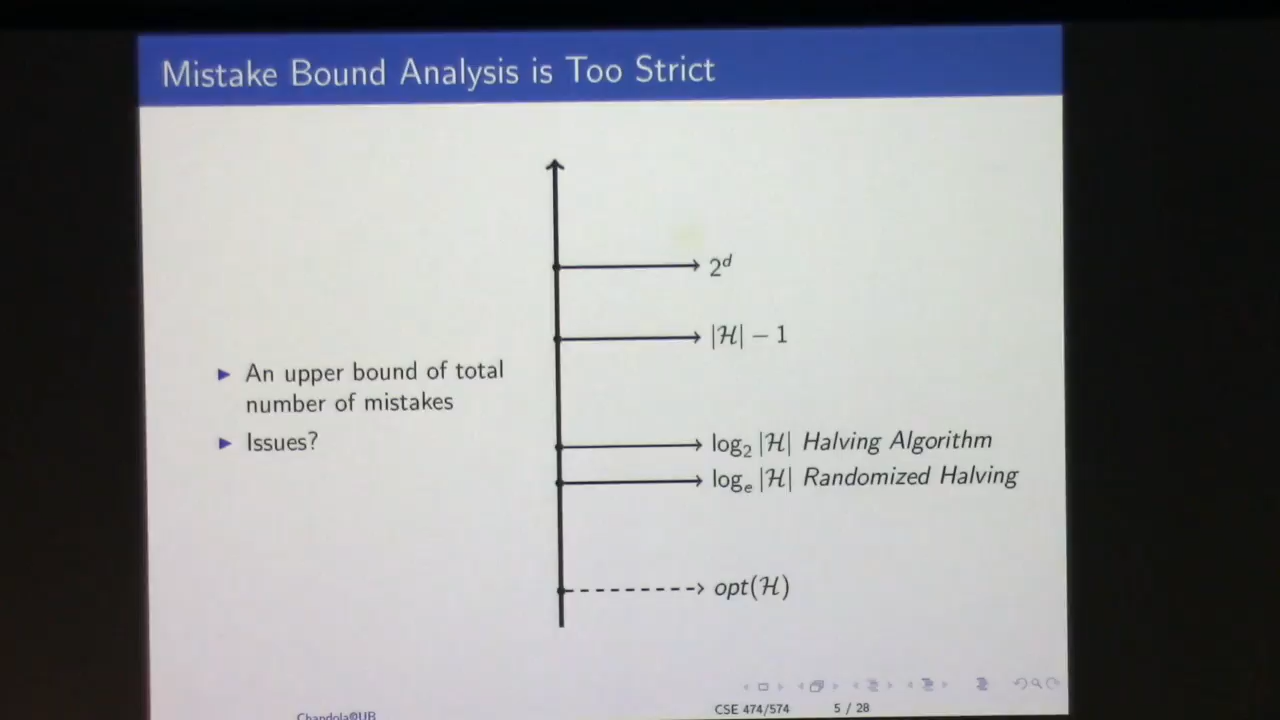 Mistake Bound Analysis is Too Strict
2^d
|ℋ| − 1
► An upper bound of total
number of mistakes
► Issues?
log₂ |ℋ| Halving Algorithm
logₑ |ℋ| Randomized Halving
opt(ℋ)
Chandola@UB
CSE 474/574
5 / 28